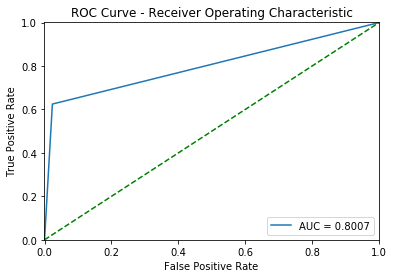 ROC Curve - Receiver Operating Characteristic
1.0
0.8
0.6
0.4
0.2
0.0
True Positive Rate
AUC = 0.8007
0.0 0.2 0.4 0.6 0.8 1.0
False Positive Rate